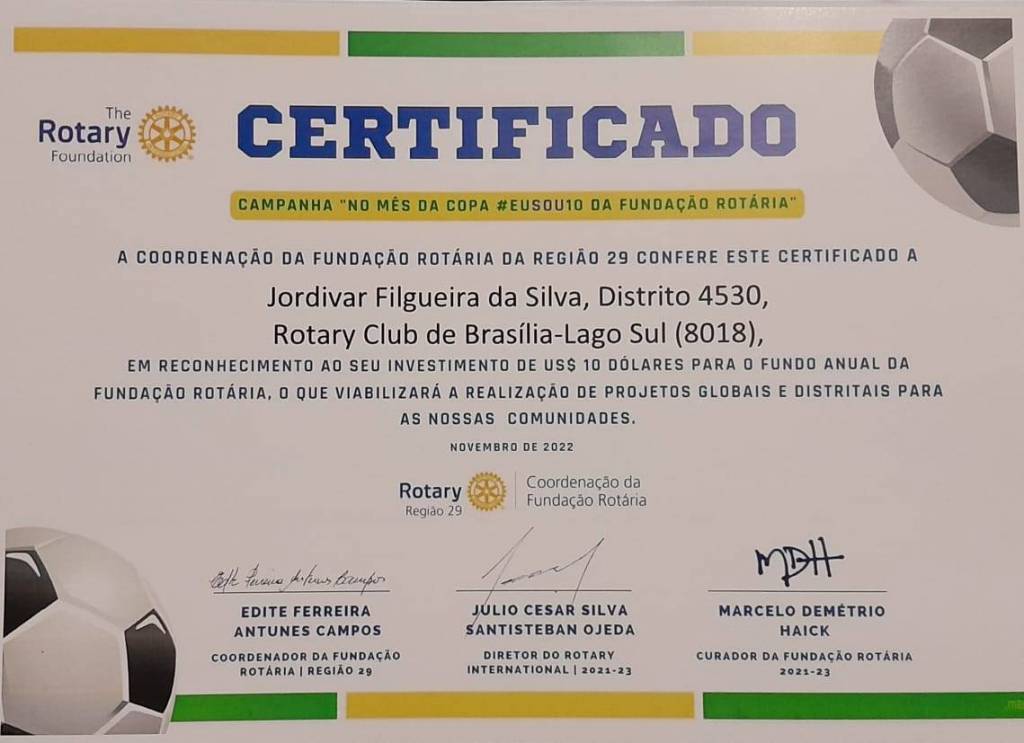 The
Rotary
Foundation
CERTIFICADO
CAMPANHA "NO MÊS DA COPA #EUSOU10 DA FUNDAÇÃO ROTÁRIA"
A COORDENAÇÃO DA FUNDAÇÃO ROTÁRIA DA REGIÃO 29 CONFERE ESTE CERTIFICADO A
Jordivar Filgueira da Silva, Distrito 4530,
Rotary Club de Brasília-Lago Sul (8018),
EM RECONHECIMENTO AO SEU INVESTIMENTO DE US$ 10 DÓLARES PARA O FUNDO ANUAL DA
FUNDAÇÃO ROTÁRIA, O QUE VIABILIZARÁ A REALIZAÇÃO DE PROJETOS GLOBAIS E DISTRITAIS PARA
AS NOSSAS COMUNIDADES.
NOVEMBRO DE 2022
Rotary
Região 29
Coordenação da
Fundação Rotária
MDH
EDITE FERREIRA
ANTUNES CAMPOS
COORDENADOR DA FUNDAÇÃO
ROTÁRIA | REGIÃO 29
JULIO CESAR SILVA
SANTISTEBAN OJEDA
DIRETOR DO ROTARY
INTERNATIONAL | 2021-23
MARCELO DEMÉTRIO
HAICK
CURADOR DA FUNDAÇÃO ROTÁRIA
2021-23